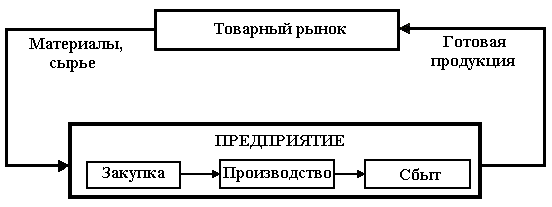 Товарный рынок
Материалы,
сырье
Готовая
продукция
ПРЕДПРИЯТИЕ
Закупка
Производство
Сбыт